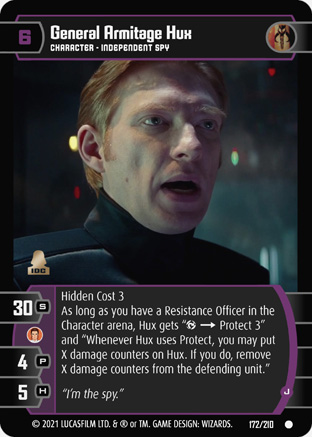 6
General Armitage Hux
CHARACTER • INDEPENDENT SPY
IDC
30 S
4 P
5 H
Hidden Cost 3
As long as you have a Resistance Officer in the
Character arena, Hux gets “ → Protect 3”
and “Whenever Hux uses Protect, you may put
X damage counters on Hux. If you do, remove
X damage counters from the defending unit.”
“I’m the spy.”
J
© 2021 LUCASFILM LTD. & ® OR TM. GAME DESIGN: WIZARDS.
172/210